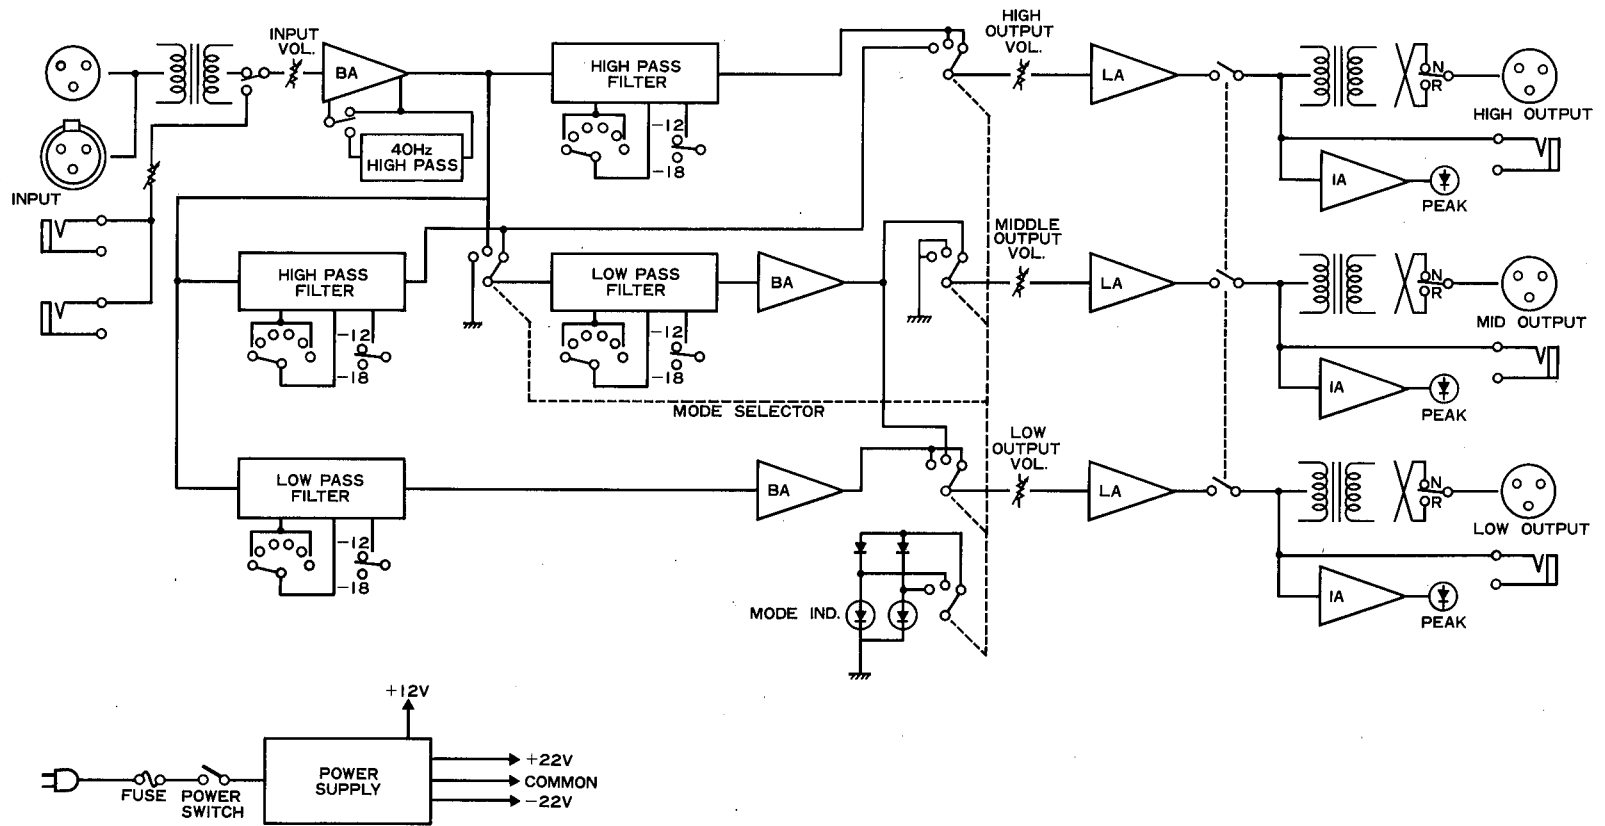 INPUT
VOL.
BA
HIGH PASS
FILTER
-12
-18
40Hz
HIGH PASS
INPUT
HIGH
OUTPUT
VOL.
LA
N
R
HIGH OUTPUT
IA
PEAK
HIGH PASS
FILTER
-12
-18
LOW PASS
FILTER
-12
-18
BA
MIDDLE
OUTPUT
VOL.
LA
N
R
MID OUTPUT
IA
PEAK
MODE SELECTOR
LOW PASS
FILTER
-12
-18
BA
LOW
OUTPUT
VOL.
LA
N
R
LOW OUTPUT
IA
PEAK
MODE IND.
+12V
POWER
SUPPLY
+22V
COMMON
-22V
FUSE
POWER
SWITCH